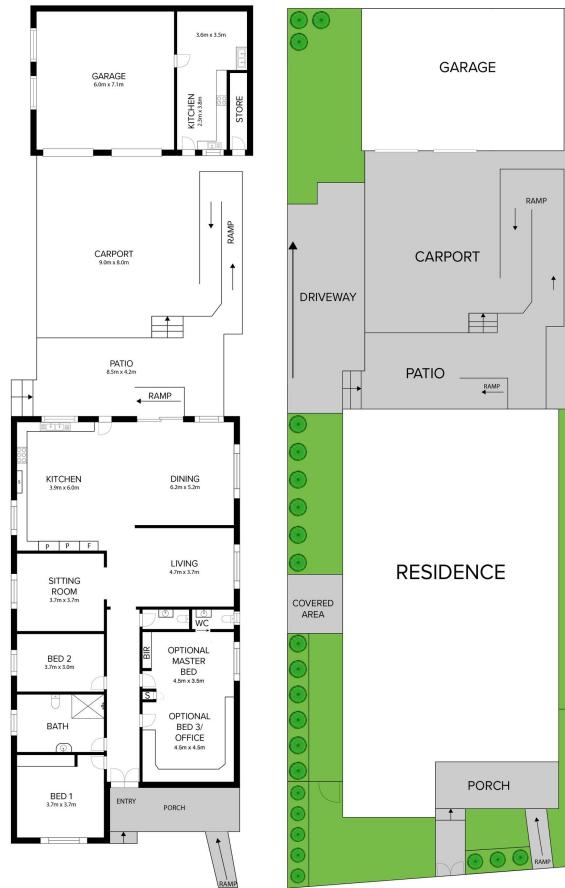 GARAGE
6.0m x 7.1m
3.6m x 3.5m
KITCHEN
2.3m x 3.8m
STORE
RAMP
CARPORT
9.0m x 8.0m
PATIO
8.5m x 4.2m
RAMP
KITCHEN
3.9m x 6.0m
DINING
6.2m x 5.2m
P P F
LIVING
4.7m x 3.7m
SITTING
ROOM
3.7m x 3.7m
WC
BED 2
3.7m x 3.0m
BIR
OPTIONAL
MASTER
BED
4.5m x 3.5m
S
BATH
OPTIONAL
BED 3/
OFFICE
4.5m x 4.5m
BED 1
3.7m x 3.7m
ENTRY
PORCH
RAMP
GARAGE
RAMP
CARPORT
DRIVEWAY
PATIO
RAMP
RESIDENCE
COVERED
AREA
PORCH
RAMP